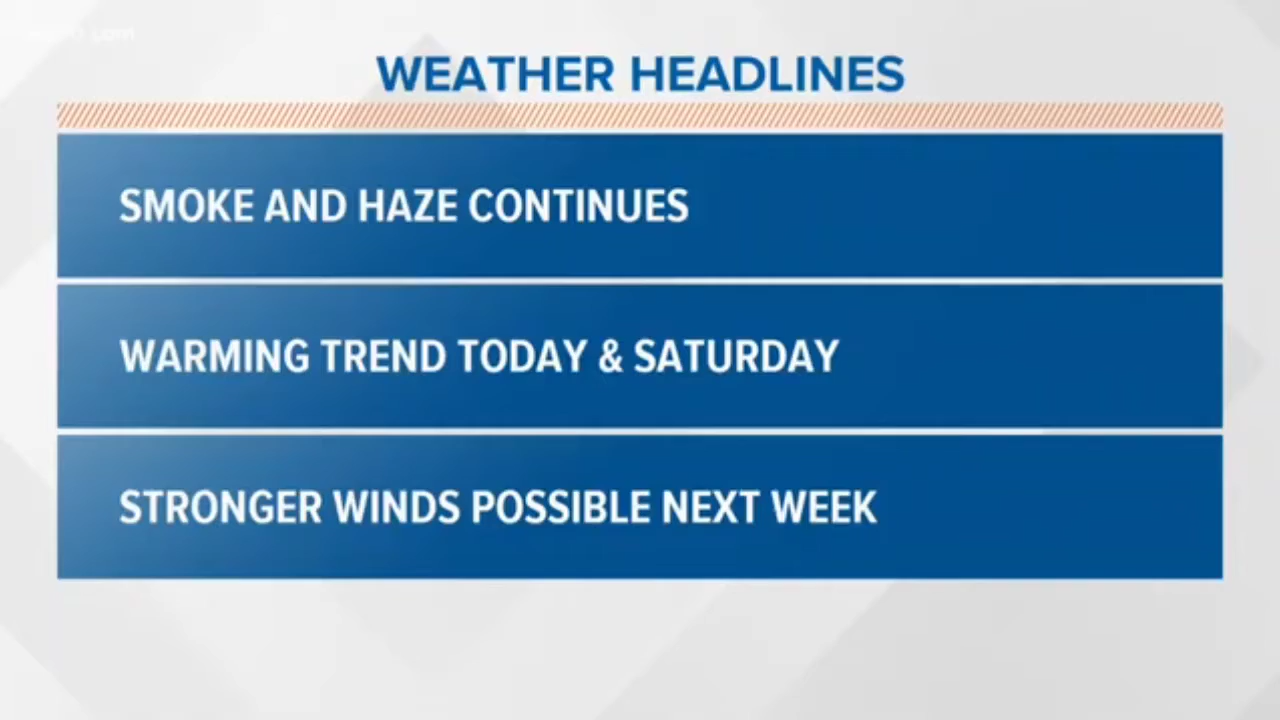 WEATHER HEADLINES
SMOKE AND HAZE CONTINUES
WARMING TREND TODAY & SATURDAY
STRONGER WINDS POSSIBLE NEXT WEEK